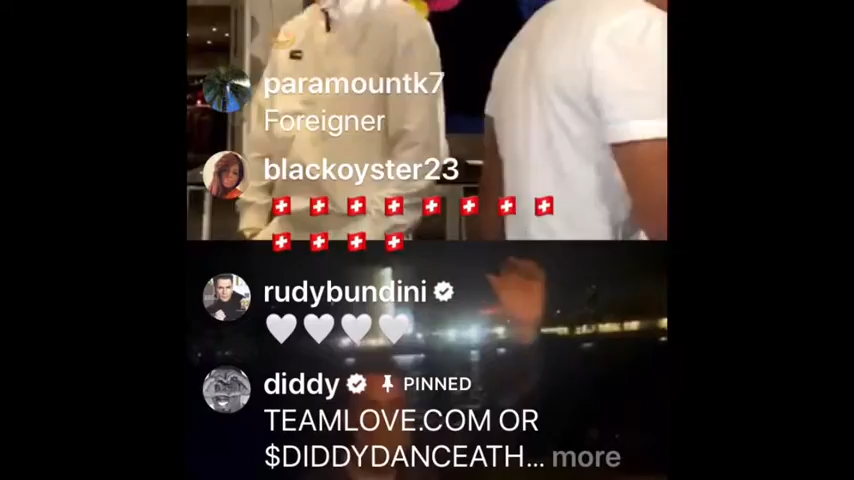 paramountk7
Foreigner
blackoyster23
🇨🇭 🇨🇭 🇨🇭 🇨🇭 🇨🇭 🇨🇭 🇨🇭 🇨🇭
🇨🇭 🇨🇭 🇨🇭 🇨🇭
rudybundini
🤍🤍🤍🤍
diddy PINNED
TEAMLOVE.COM OR
$DIDDYDANCEATH... more